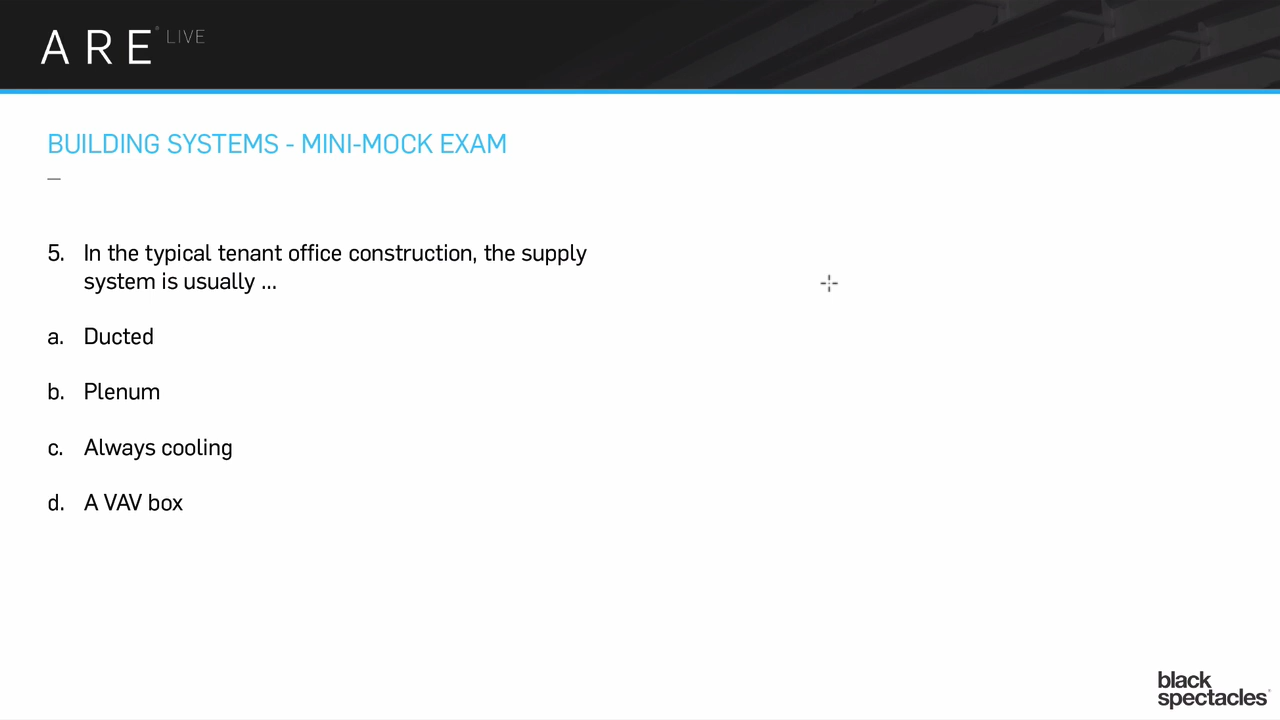 ARE® LIVE
BUILDING SYSTEMS - MINI-MOCK EXAM
5. In the typical tenant office construction, the supply
system is usually ...
a. Ducted
b. Plenum
c. Always cooling
d. A VAV box
black
spectacles®